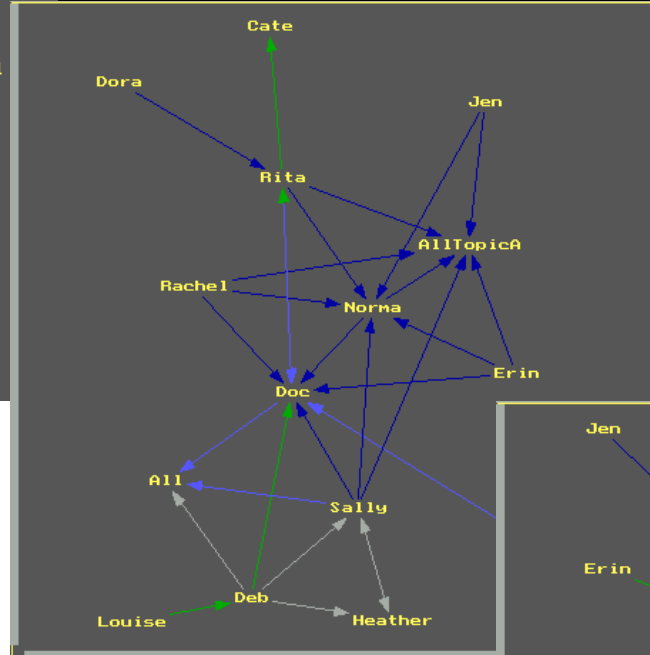 Cate
Dora
Jen
Rita
AllTopicA
Rachel
Norma
Erin
Doc
Jen
All
Sally
Erin
Deb
Louise
Heather